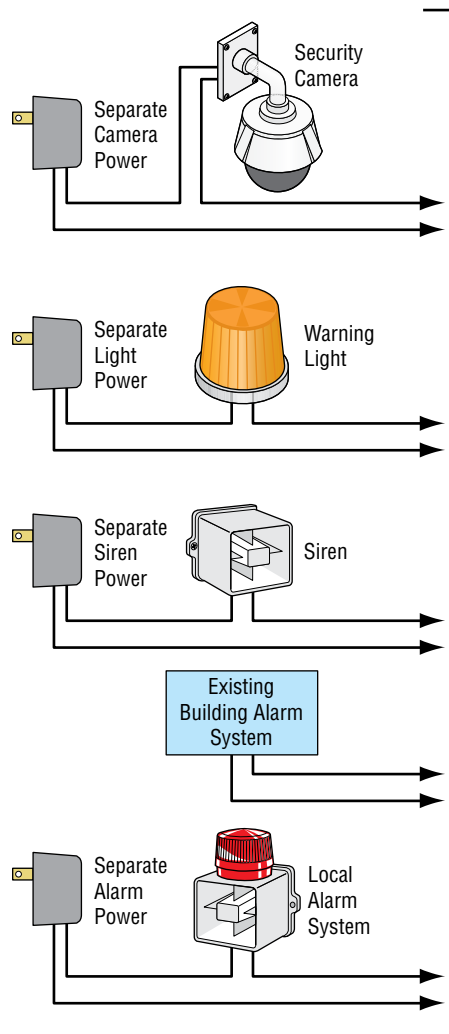 Security
Camera
Separate
Camera
Power
Separate
Light
Power
Warning
Light
Separate
Siren
Power
Siren
Existing
Building Alarm
System
Separate
Alarm
Power
Local
Alarm
System